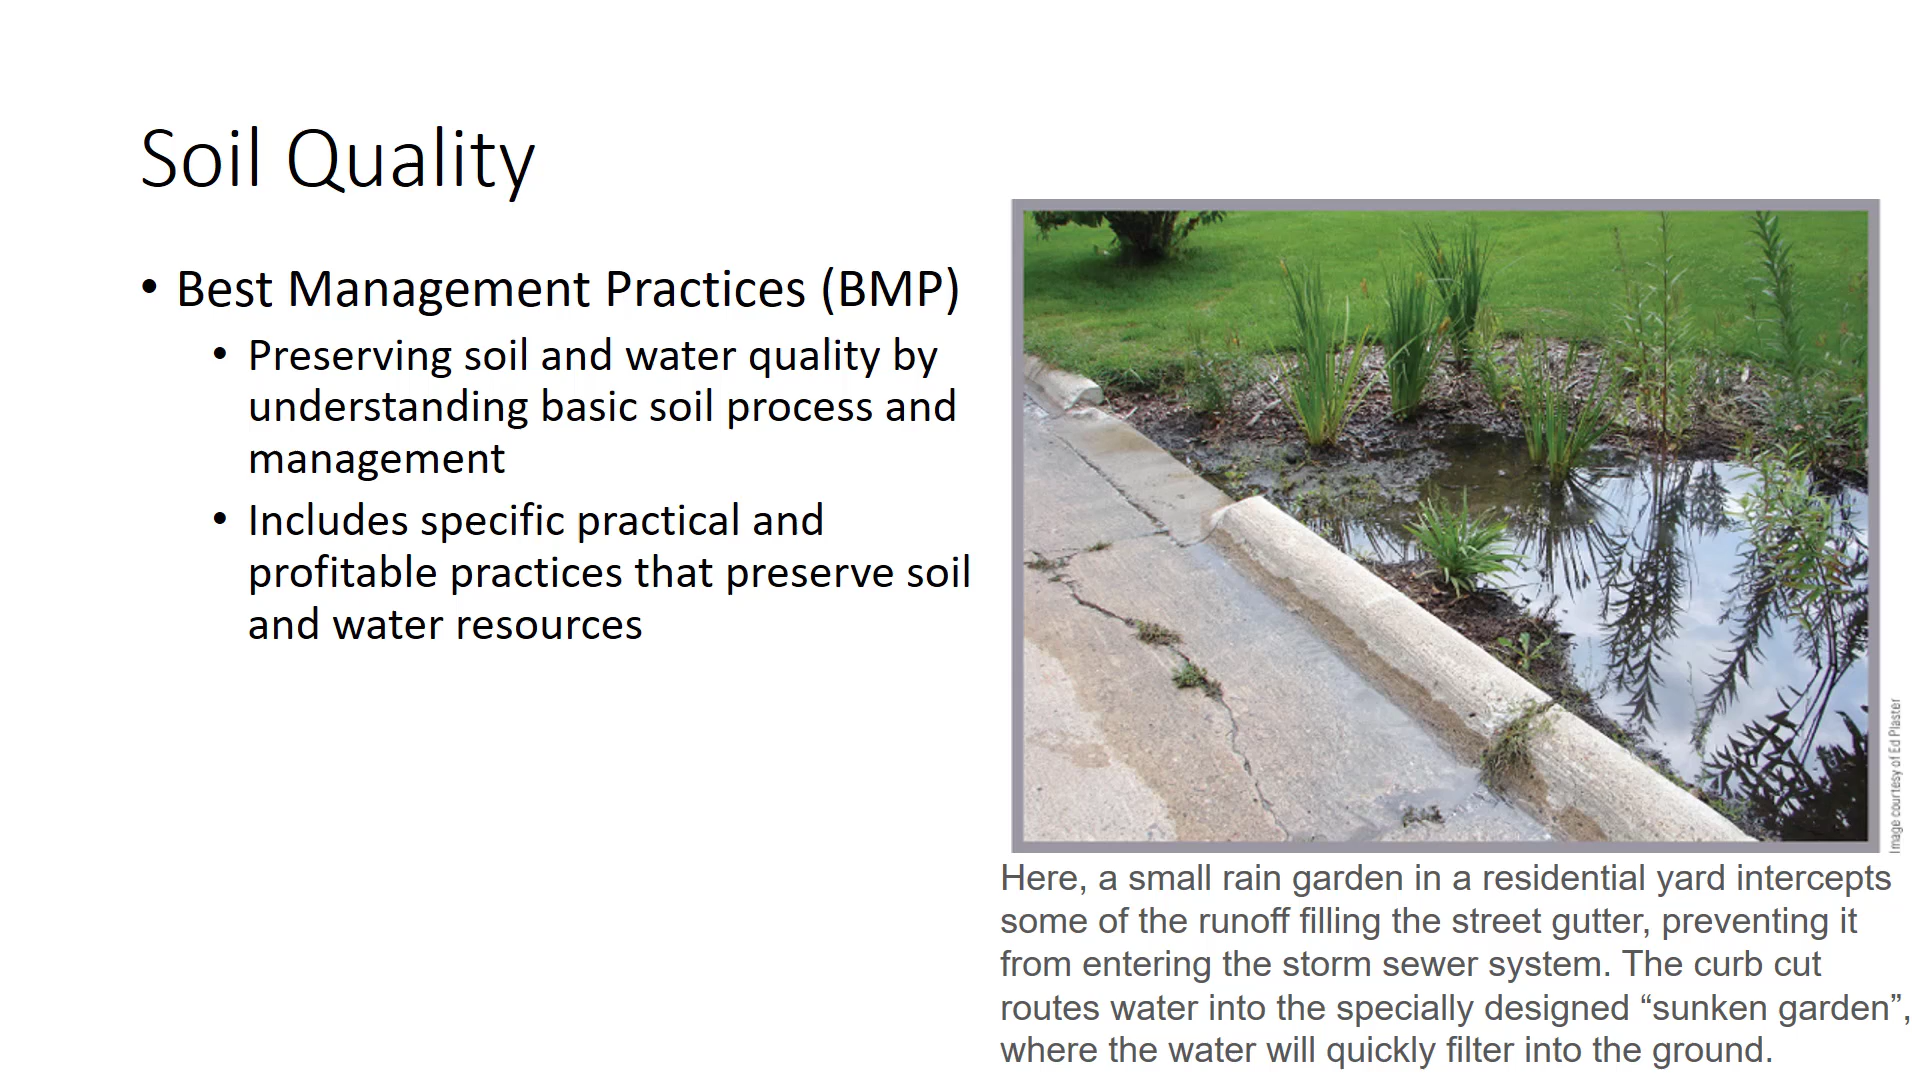 Soil Quality
• Best Management Practices (BMP)
• Preserving soil and water quality by
understanding basic soil process and
management
• Includes specific practical and
profitable practices that preserve soil
and water resources
Image courtesy of Ed Plaster
Here, a small rain garden in a residential yard intercepts
some of the runoff filling the street gutter, preventing it
from entering the storm sewer system. The curb cut
routes water into the specially designed “sunken garden”,
where the water will quickly filter into the ground.